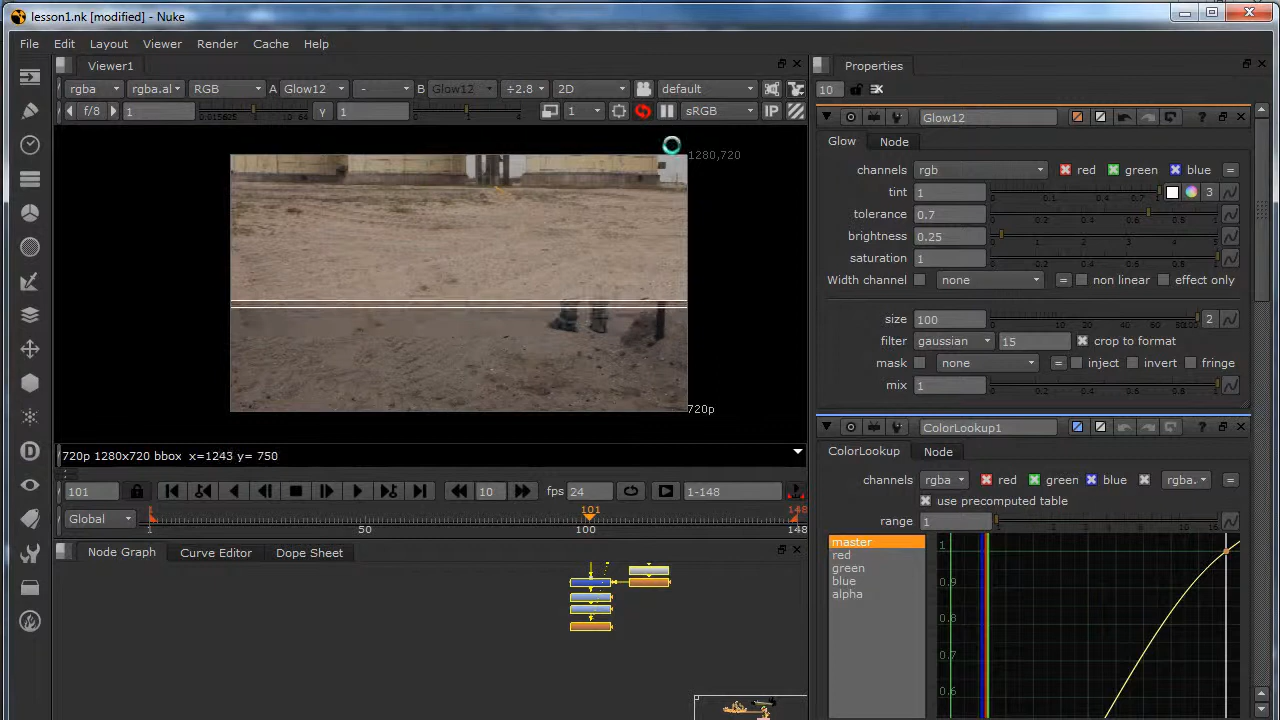 lesson1.nk [modified] - Nuke
File Edit Layout Viewer Render Cache Help
Viewer1
rgba rgba.al RGB A Glow12 - B Glow12 ÷2.8 2D default
f/8 1 γ 1 1 sRGB IP
1280,720
720p
720p 1280x720 bbox x=1243 y= 750
101 10 fps 24 1-148
Global 1 50 100 101 148
1 148
Node Graph Curve Editor Dope Sheet
Properties
10
Glow12
Glow Node
channels rgb red green blue =
tint 1 3
tolerance 0.7
brightness 0.25
saturation 1
Width channel none = non linear effect only
size 100 2
filter gaussian 15 crop to format
mask none = inject invert fringe
mix 1
ColorLookup1
ColorLookup Node
channels rgba red green blue rgba. =
use precomputed table
range 1
master
red
green
blue
alpha
1
0.9
0.8
0.7
0.6